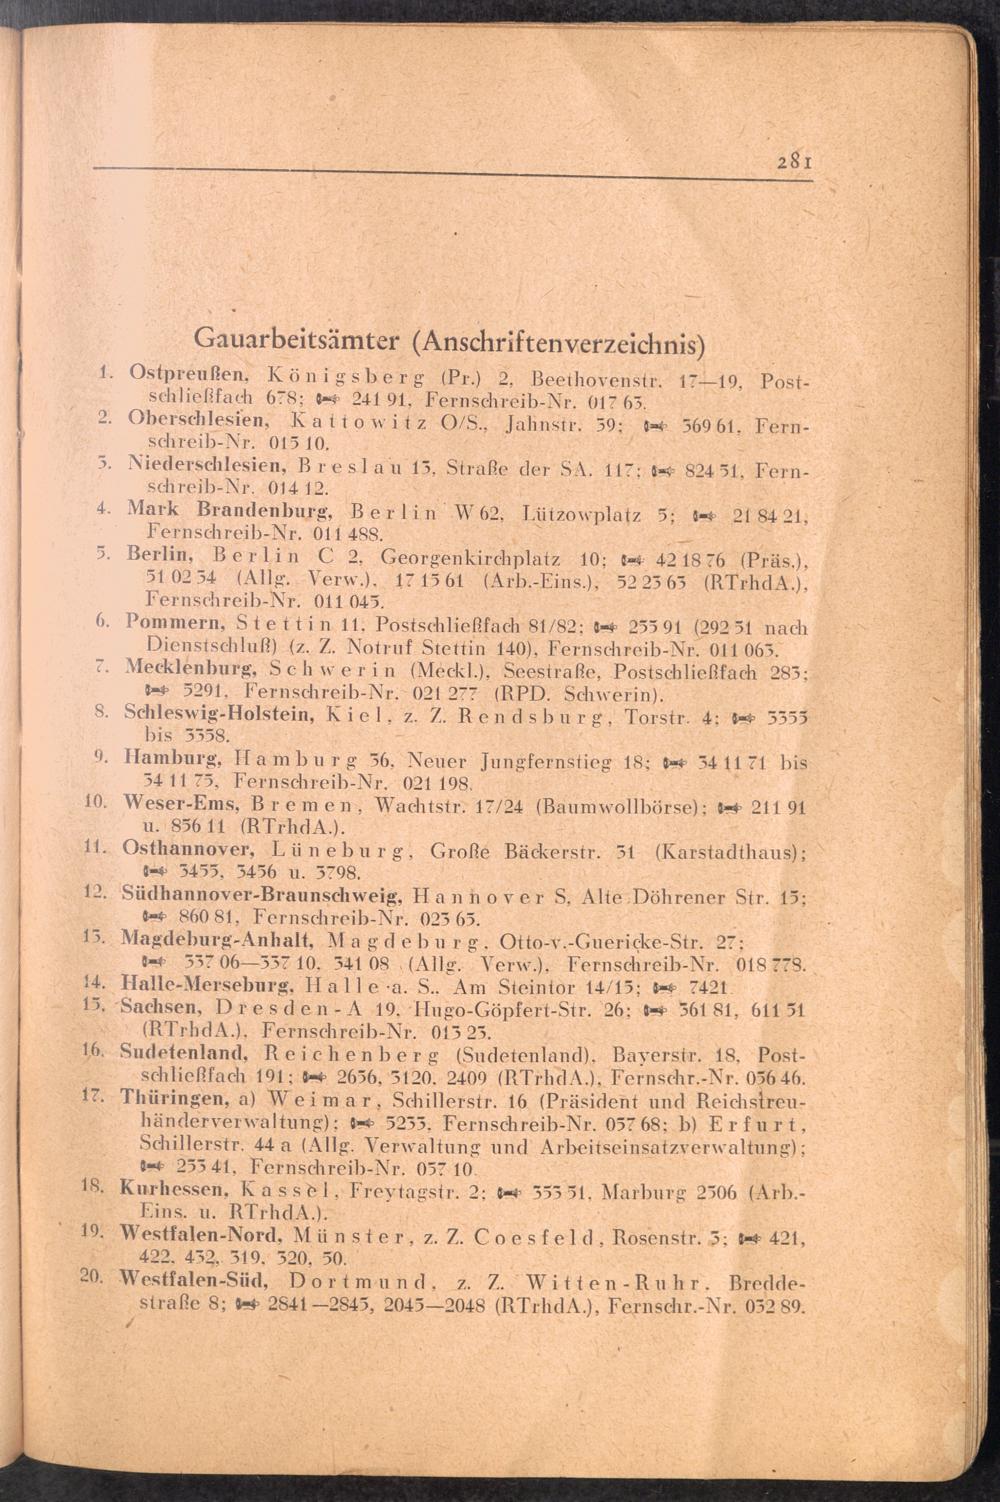 281
Gauarbeitsämter (Anschriftenverzeichnis)
1. Ostpreußen, Königsberg (Pr.) 2, Beethovenstr. 17—19, Post-
schließfach 678; 241 91, Fernschreib-Nr. 017 63.
2. Oberschlesien, Kattowitz O/S., Jahnstr. 39; 369 61, Fern-
schreib-Nr. 013 10.
3. Niederschlesien, Breslau 13, Straße der SA. 117; 824 51, Fern-
schreib-Nr. 014 12.
4. Mark Brandenburg, Berlin W 62, Lützowplatz 5; 21 84 21,
Fernschreib-Nr. 011 488.
5. Berlin, Berlin C 2, Georgenkirchplatz 10; 42 18 76 (Präs.),
51 02 34 (Allg. Verw.), 17 13 61 (Arb.-Eins.), 52 23 63 (RTrhdA.),
Fernschreib-Nr. 011 043.
6. Pommern, Stettin 11, Postschließfach 81/82; 253 91 (292 51 nach
Dienstschluß) (z. Z. Notruf Stettin 140), Fernschreib-Nr. 011 063.
7. Mecklenburg, Schwerin (Meckl.), Seestraße, Postschließfach 283;
5291, Fernschreib-Nr. 021 277 (RPD. Schwerin).
8. Schleswig-Holstein, Kiel, z. Z. Rendsburg, Torstr. 4; 3353
bis 3358.
9. Hamburg, Hamburg 36, Neuer Jungfernstieg 18; 34 11 71 bis
34 11 73, Fernschreib-Nr. 021 198.
10. Weser-Ems, Bremen, Wachtstr. 17/24 (Baumwollbörse); 211 91
u. 836 11 (RTrhdA.).
11. Osthannover, Lüneburg, Große Bäckerstr. 31 (Karstadthaus);
3455, 3456 u. 3798.
12. Südhannover-Braunschweig, Hannover S, Alte Döhrener Str. 13;
860 81, Fernschreib-Nr. 023 63.
13. Magdeburg-Anhalt, Magdeburg, Otto-v.-Guericke-Str. 27;
337 06—337 10, 341 08 (Allg. Verw.), Fernschreib-Nr. 018 778.
14. Halle-Merseburg, Halle a. S., Am Steintor 14/15; 7421
15. Sachsen, Dresden-A 19, Hugo-Göpfert-Str. 26; 361 81, 611 51
(RTrhdA.), Fernschreib-Nr. 013 23.
16. Sudetenland, Reichenberg (Sudetenland), Bayerstr. 18, Post-
schließfach 191; 2636, 3120, 2409 (RTrhdA.), Fernschr.-Nr. 036 46.
17. Thüringen, a) Weimar, Schillerstr. 16 (Präsident und Reichstreu-
händerverwaltung); 5253, Fernschreib-Nr. 037 68; b) Erfurt,
Schillerstr. 44 a (Allg. Verwaltung und Arbeitseinsatzverwaltung);
253 41, Fernschreib-Nr. 037 10.
18. Kurhessen, Kassel, Freytagstr. 2; 353 51, Marburg 2306 (Arb.-
Eins. u. RTrhdA.).
19. Westfalen-Nord, Münster, z. Z. Coesfeld, Rosenstr. 3; 421,
422, 432, 319, 320, 30.
20. Westfalen-Süd, Dortmund, z. Z. Witten-Ruhr, Bredde-
straße 8; 2841—2843, 2045—2048 (RTrhdA.), Fernschr.-Nr. 032 89.